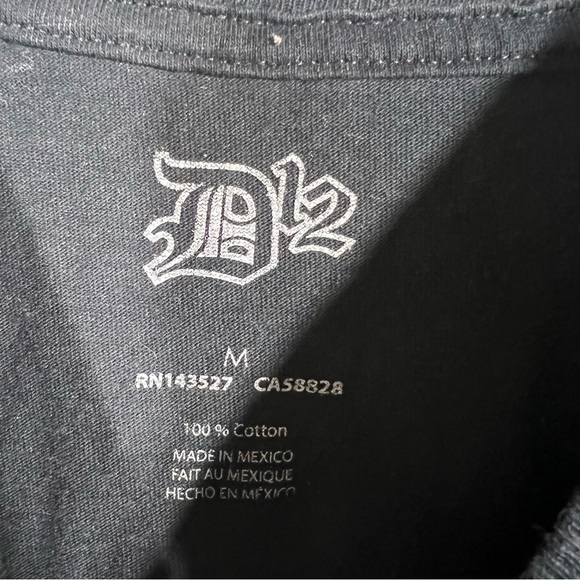 D12
M
RN143527 CA58828
100 % Cotton
MADE IN MEXICO
FAIT AU MEXIQUE
HECHO EN MÉXICO